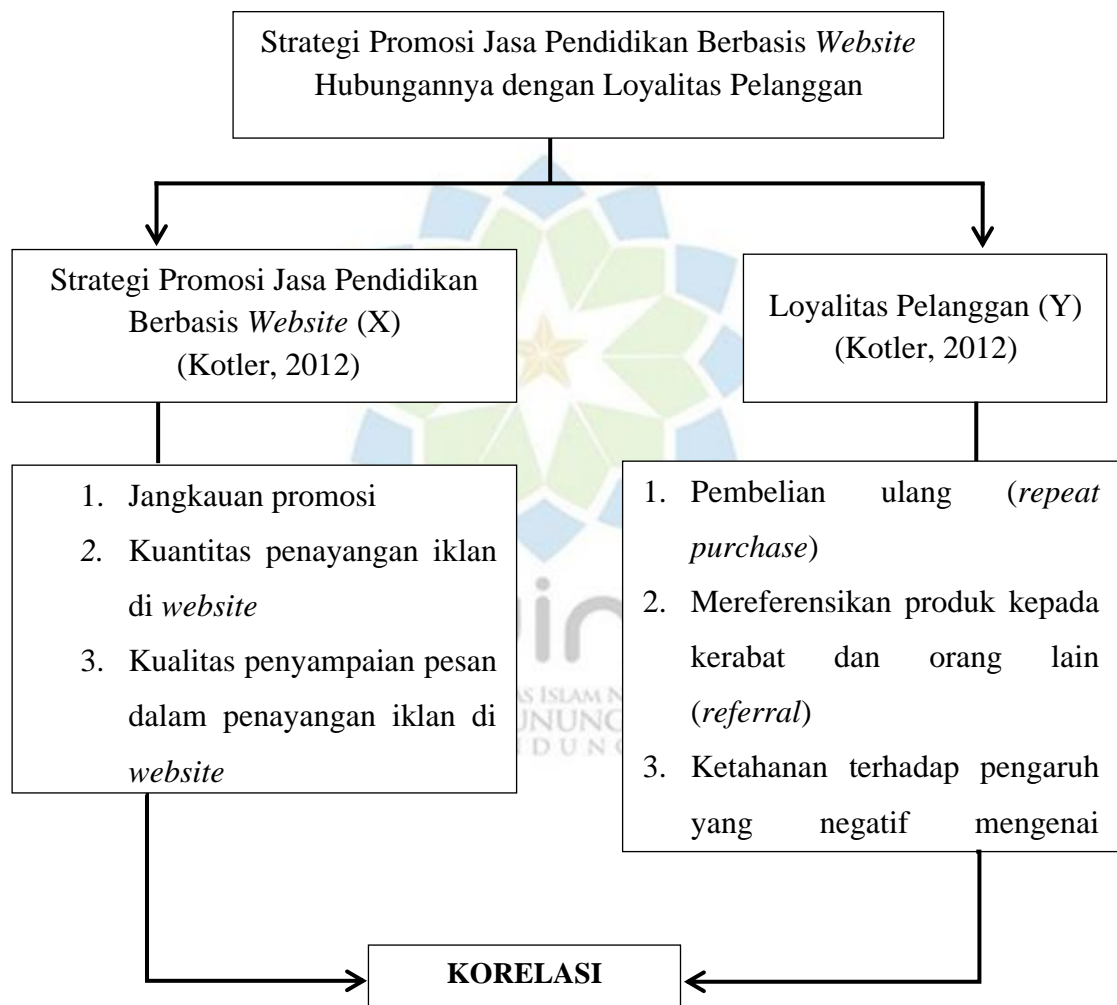 Strategi Promosi Jasa Pendidikan Berbasis Website
Hubungannya dengan Loyalitas Pelanggan
Strategi Promosi Jasa Pendidikan
Berbasis Website (X)
(Kotler, 2012)
Loyalitas Pelanggan (Y)
(Kotler, 2012)
1. Jangkauan promosi
2. Kuantitas penayangan iklan
di website
3. Kualitas penyampaian pesan
dalam penayangan iklan di
website
1. Pembelian ulang (repeat
purchase)
2. Mereferensikan produk kepada
kerabat dan orang lain
(referral)
3. Ketahanan terhadap pengaruh
yang negatif mengenai
ISLAM
KORELASI